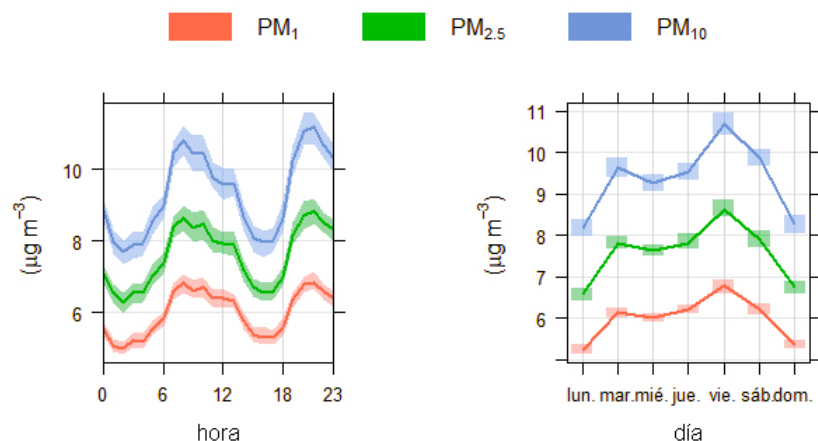 PM₁ PM₂.₅ PM₁₀
(µg m⁻³)
10
8
6
0 6 12 18 23
hora
(µg m⁻³)
11
10
9
8
7
6
lun. mar. mié. jue. vie. sáb. dom.
día